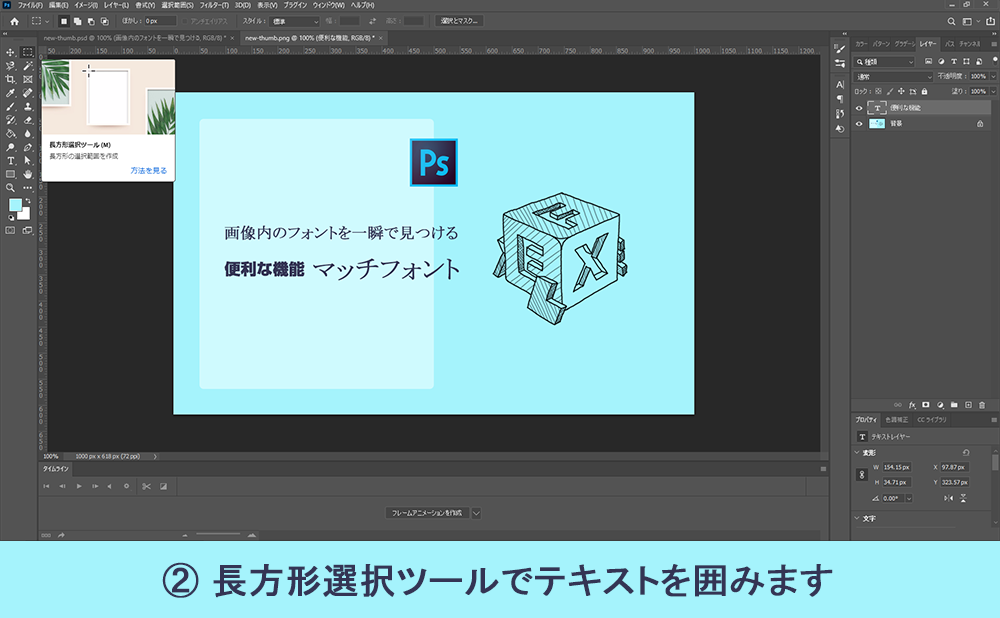 Ps ファイル(F) 編集(E) イメージ(I) レイヤー(L) 書式(Y) 選択範囲(S) フィルター(T) 3D(D) 表示(V) プラグイン ウィンドウ(W) ヘルプ(H)
ぼかし: 0 px アンチエイリアス スタイル: 標準 幅: 高さ: 選択とマスク...
new-thumb.psd @ 100% (画像内のフォントを一瞬で見つける, RGB/8) * × new-thumb.png @ 100% (便利な機能, RGB/8) * ×
長方形選択ツール (M)
長方形の選択範囲を作成
方法を見る
Ps
画像内のフォントを一瞬で見つける
便利な機能 マッチフォント
カラー パターン グラデーシ レイヤー パス チャンネル
種類
通常 不透明度: 100%
ロック: 塗り: 100%
T 便利な機能
背景
プロパティ 色調補正 CC ライブラリ
T テキストレイヤー
変形
W 154.15 px X 97.87 px
H 34.71 px Y 323.57 px
0.00°
文字
100% 1000 px x 618 px (72 ppi)
タイムライン
フレームアニメーションを作成
② 長方形選択ツールでテキストを囲みます